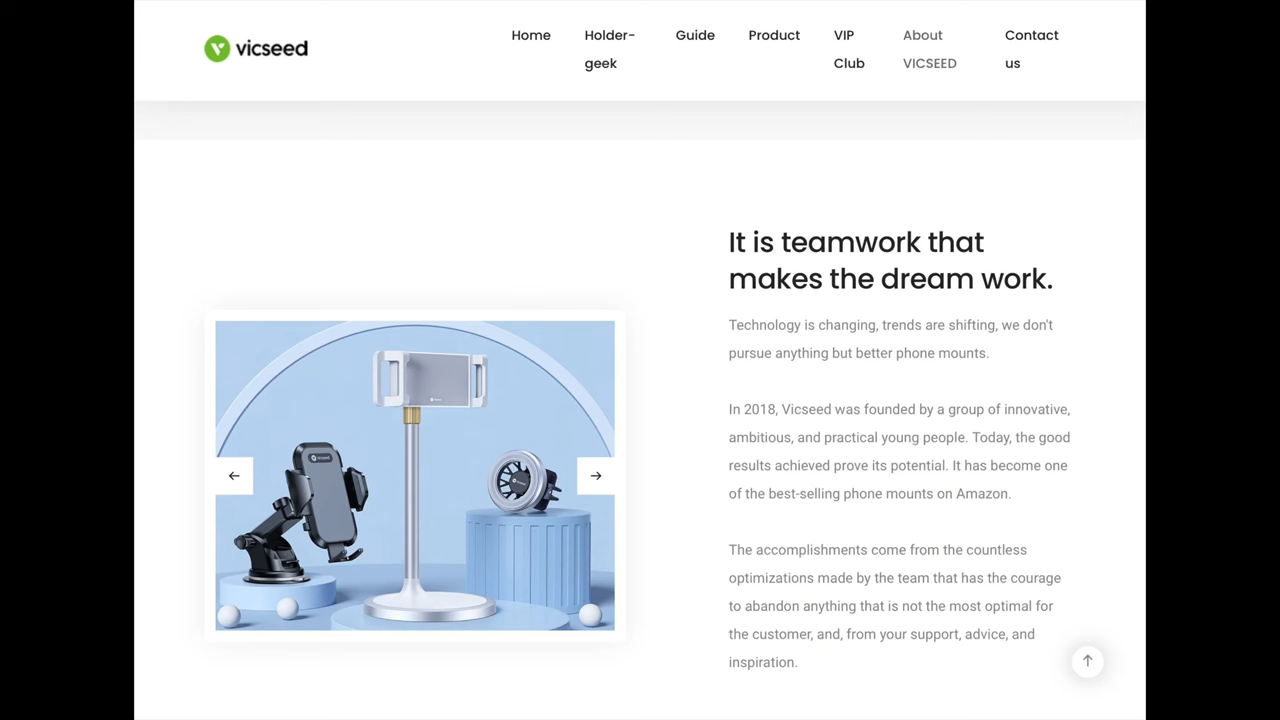 vicseed
Home
Holder-
geek
Guide
Product
VIP
Club
About
VICSEED
Contact
us
It is teamwork that
makes the dream work.
Technology is changing, trends are shifting, we don't
pursue anything but better phone mounts.
In 2018, Vicseed was founded by a group of innovative,
ambitious, and practical young people. Today, the good
results achieved prove its potential. It has become one
of the best-selling phone mounts on Amazon.
The accomplishments come from the countless
optimizations made by the team that has the courage
to abandon anything that is not the most optimal for
the customer, and, from your support, advice, and
inspiration.